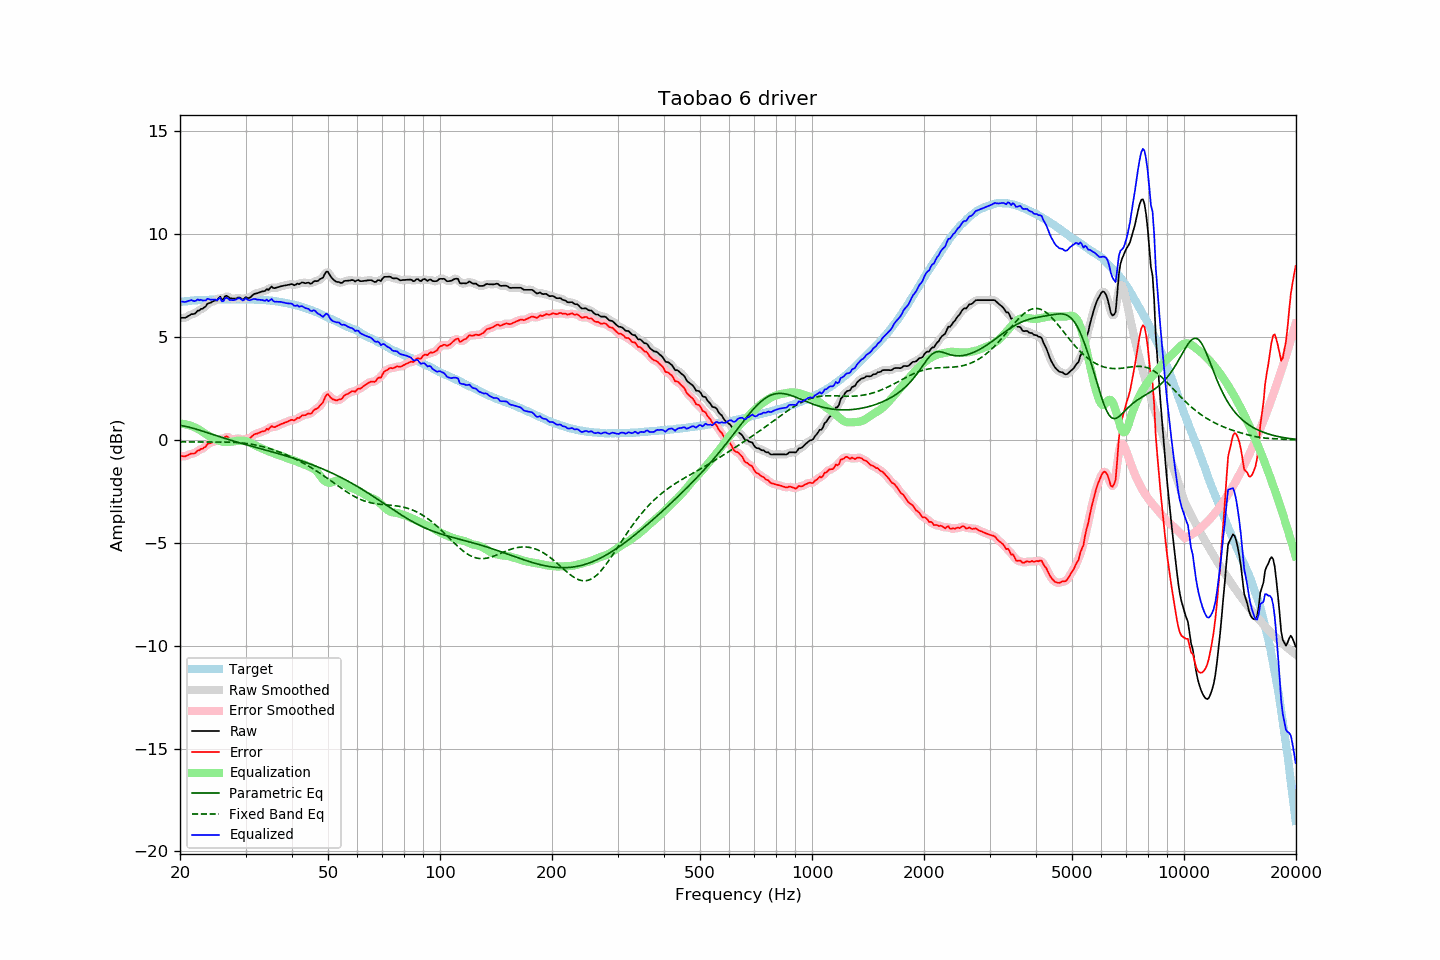 Taobao 6 driver
15
10
5
0
−5
−10
−15
−20
Amplitude (dBr)
Target
Raw Smoothed
Error Smoothed
Raw
Error
Equalization
Parametric Eq
Fixed Band Eq
Equalized
20 50 100 200 500 1000 2000 5000 10000 20000
Frequency (Hz)